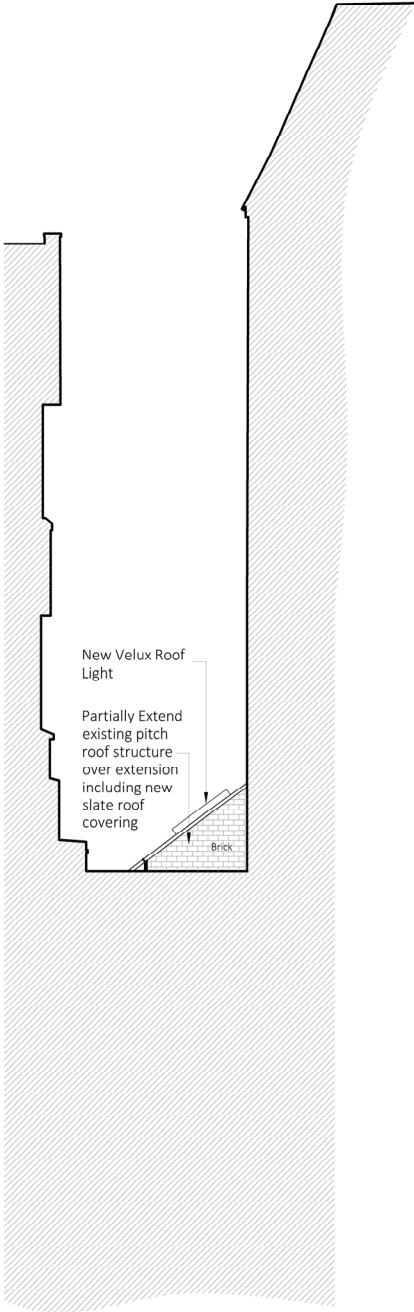 New Velux Roof
Light
Partially Extend
existing pitch
roof structure
over extension
including new
slate roof
covering
Brick